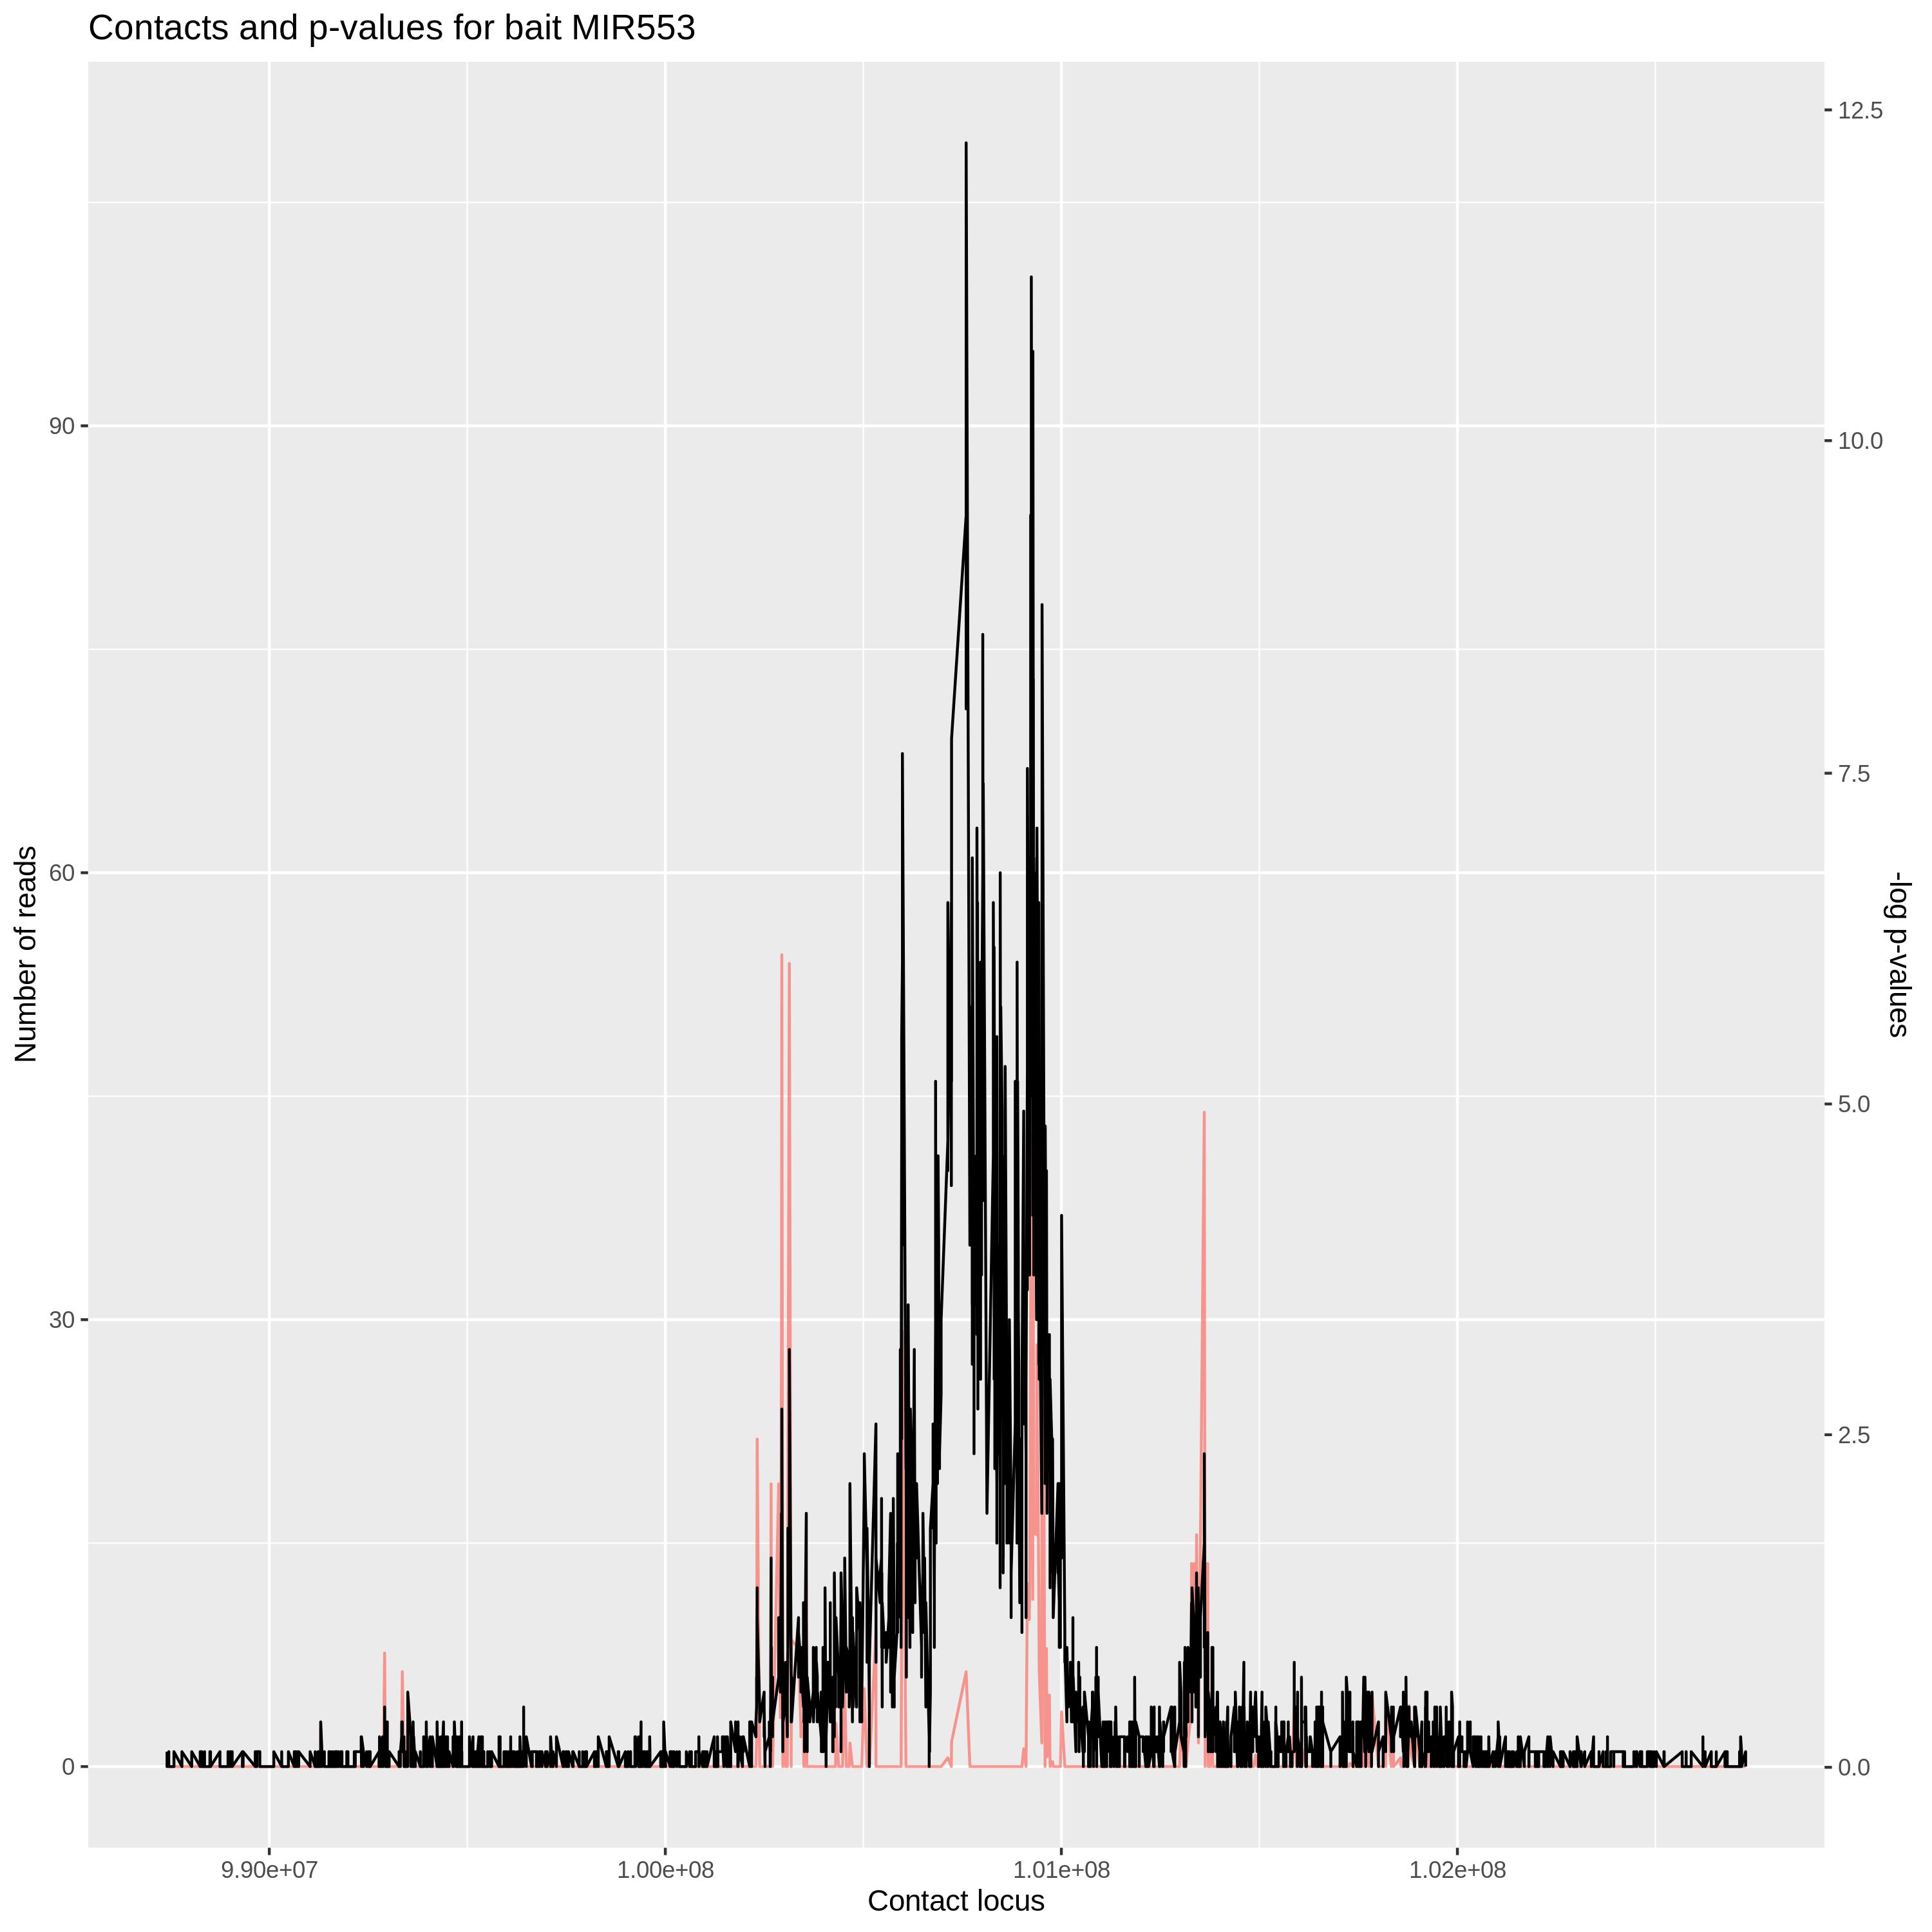 Contacts and p-values for bait MIR553
12.5
90
10.0
7.5
60
Number of reads
-log p-values
5.0
30
2.5
0
0.0
9.90e+07 1.00e+08 1.01e+08 1.02e+08
Contact locus